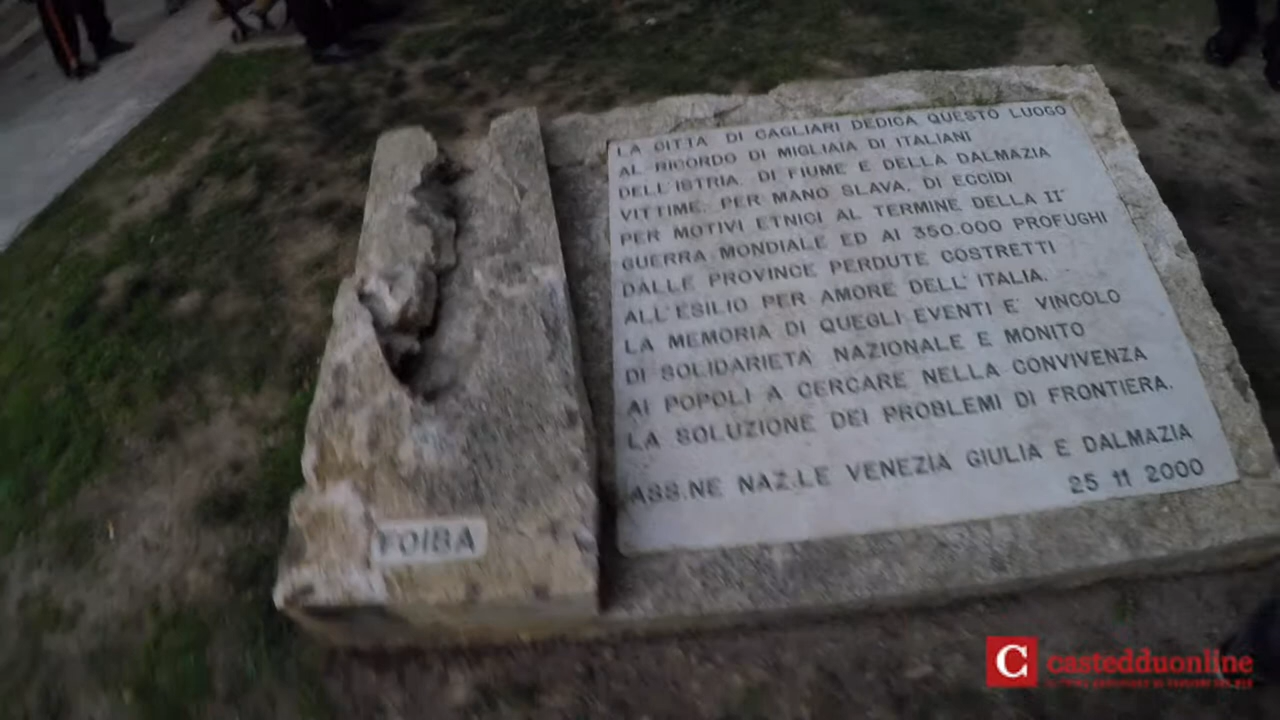 LA CITTA' DI CAGLIARI DEDICA QUESTO LUOGO
AL RICORDO DI MIGLIAIA DI ITALIANI
DELL'ISTRIA, DI FIUME E DELLA DALMAZIA
VITTIME, PER MANO SLAVA, DI ECCIDI
PER MOTIVI ETNICI AL TERMINE DELLA II^
GUERRA MONDIALE ED AI 350.000 PROFUGHI
DALLE PROVINCE PERDUTE COSTRETTI
ALL'ESILIO PER AMORE DELL'ITALIA.
LA MEMORIA DI QUEGLI EVENTI E' VINCOLO
DI SOLIDARIETA' NAZIONALE E MONITO
AI POPOLI A CERCARE NELLA CONVIVENZA
LA SOLUZIONE DEI PROBLEMI DI FRONTIERA.
ASS.NE NAZ.LE VENEZIA GIULIA E DALMAZIA
25 11 2000
FOIBA
C castedduonline